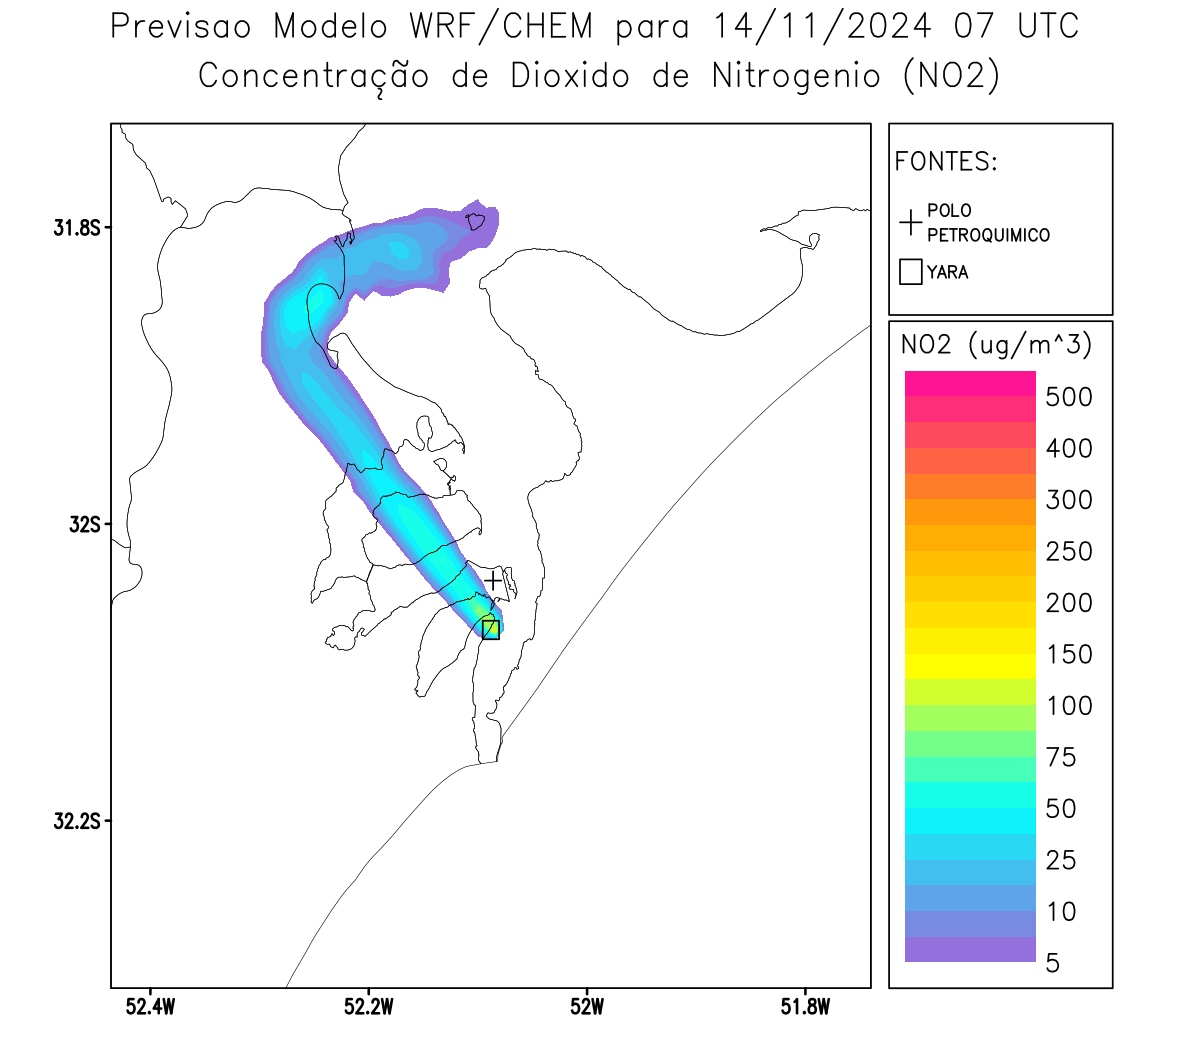 Previsao Modelo WRF/CHEM para 14/11/2024 07 UTC
Concentração de Dioxido de Nitrogenio (NO2)
FONTES:
POLO
PETROQUIMICO
YARA
NO2 (ug/m^3)
500
400
300
250
200
150
100
75
50
25
10
5
31.8S
32S
32.2S
52.4W
52.2W
52W
51.8W